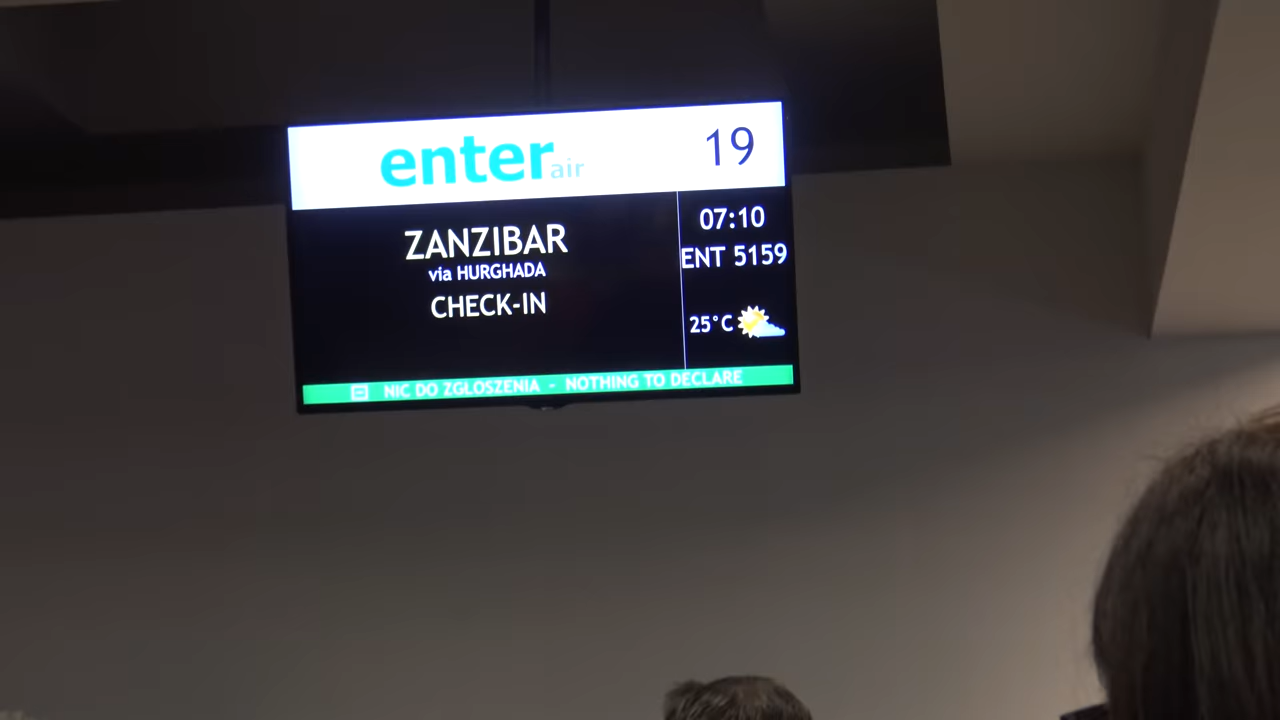 enter air
19
ZANZIBAR
via HURGHADA
CHECK-IN
07:10
ENT 5159
25°C
NIC DO ZGŁOSZENIA - NOTHING TO DECLARE